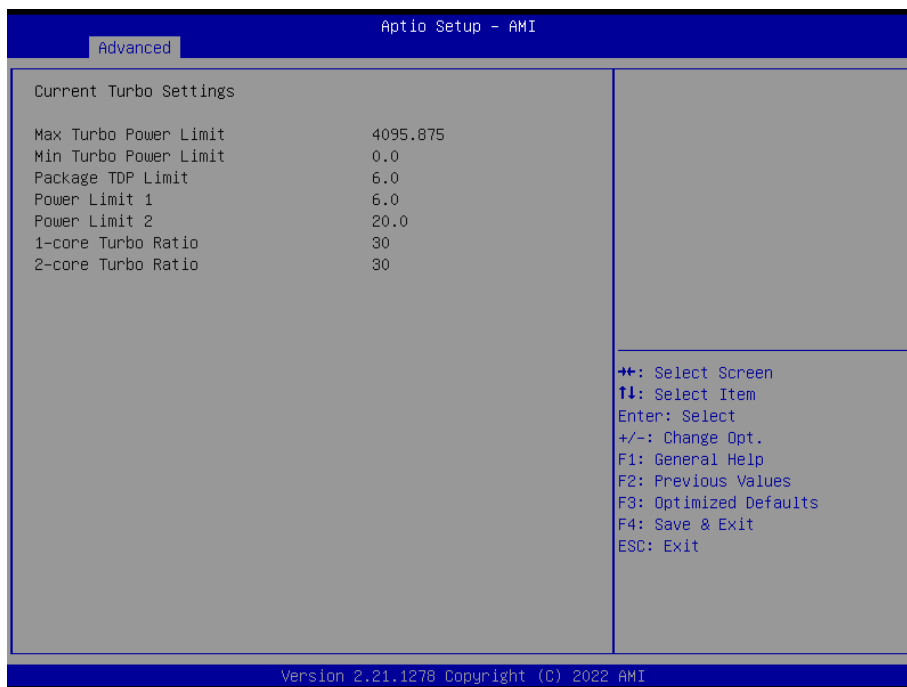 Aptio Setup – AMI
Advanced
Current Turbo Settings
Max Turbo Power Limit 4095.875
Min Turbo Power Limit 0.0
Package TDP Limit 6.0
Power Limit 1 6.0
Power Limit 2 20.0
1-core Turbo Ratio 30
2-core Turbo Ratio 30
→←: Select Screen
↑↓: Select Item
Enter: Select
+/-: Change Opt.
F1: General Help
F2: Previous Values
F3: Optimized Defaults
F4: Save & Exit
ESC: Exit
Version 2.21.1278 Copyright (C) 2022 AMI